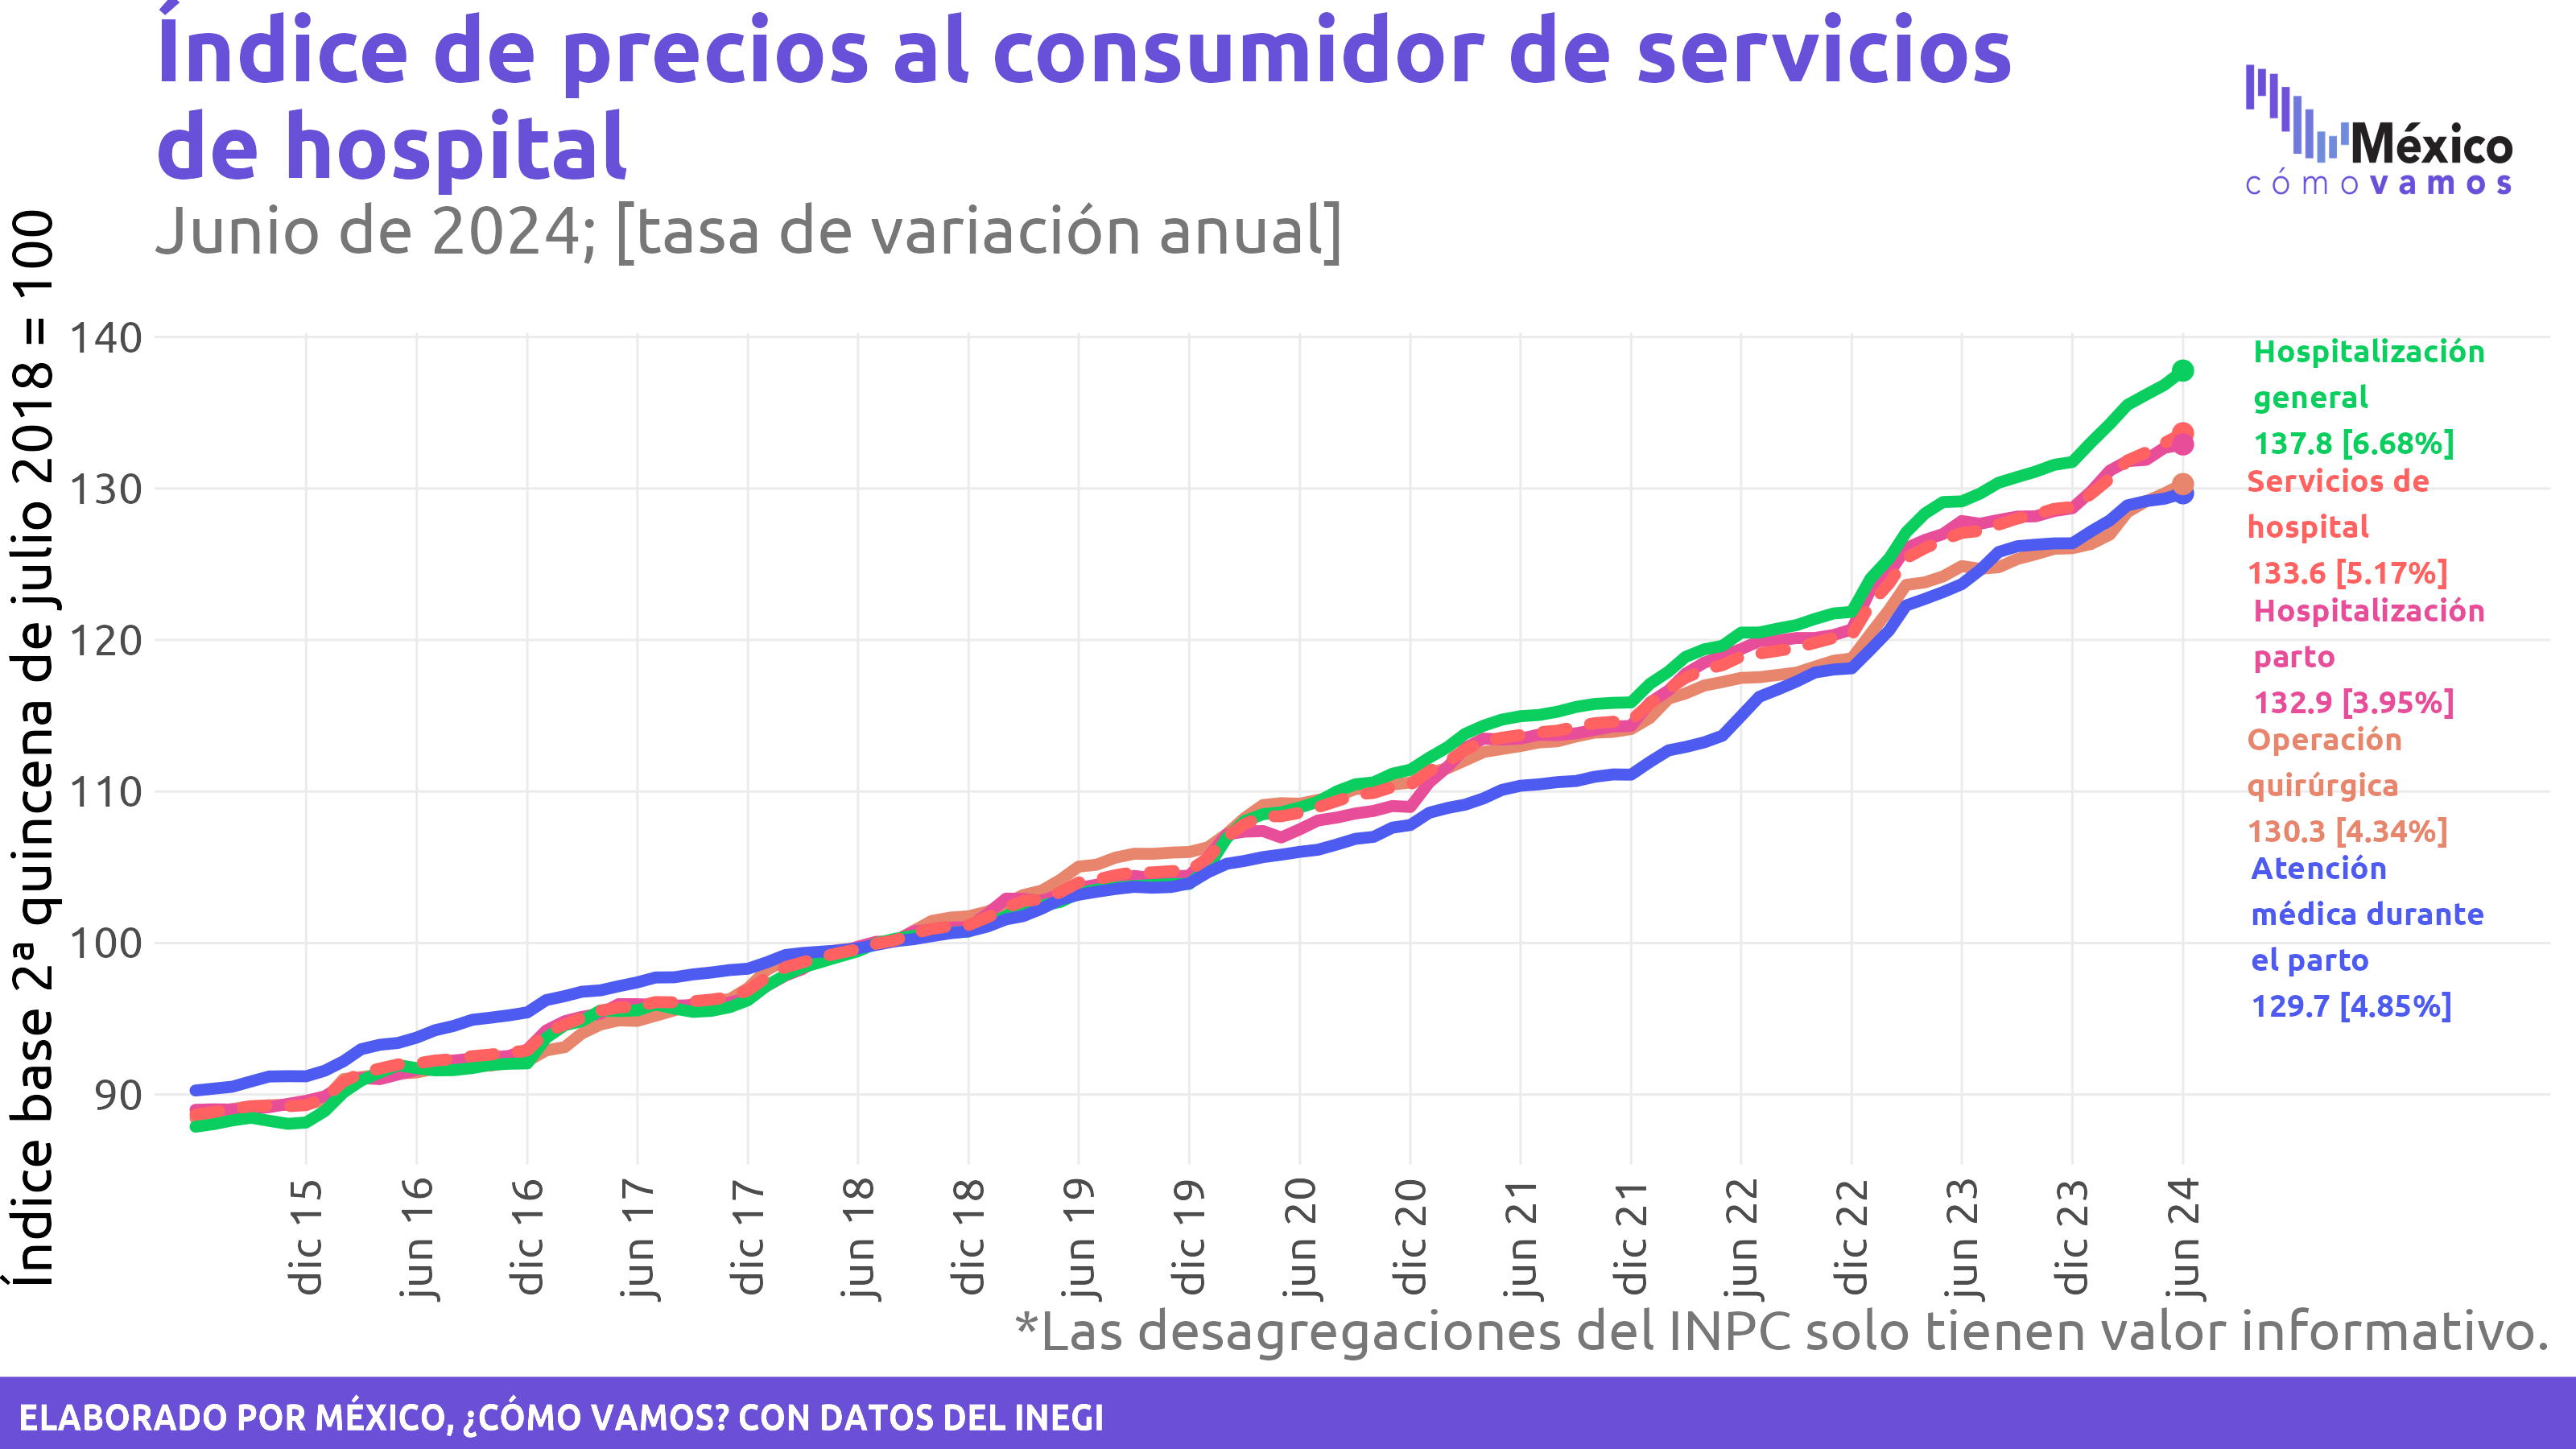 Índice de precios al consumidor de servicios
de hospital
Junio de 2024; [tasa de variación anual]
México
cómo vamos
Índice base 2ª quincena de julio 2018 = 100
140
130
120
110
100
90
Hospitalización
general
137.8 [6.68%]
Servicios de
hospital
133.6 [5.17%]
Hospitalización
parto
132.9 [3.95%]
Operación
quirúrgica
130.3 [4.34%]
Atención
médica durante
el parto
129.7 [4.85%]
dic 15
jun 16
dic 16
jun 17
dic 17
jun 18
dic 18
jun 19
dic 19
jun 20
dic 20
jun 21
dic 21
jun 22
dic 22
jun 23
dic 23
jun 24
*Las desagregaciones del INPC solo tienen valor informativo.
ELABORADO POR MÉXICO, ¿CÓMO VAMOS? CON DATOS DEL INEGI